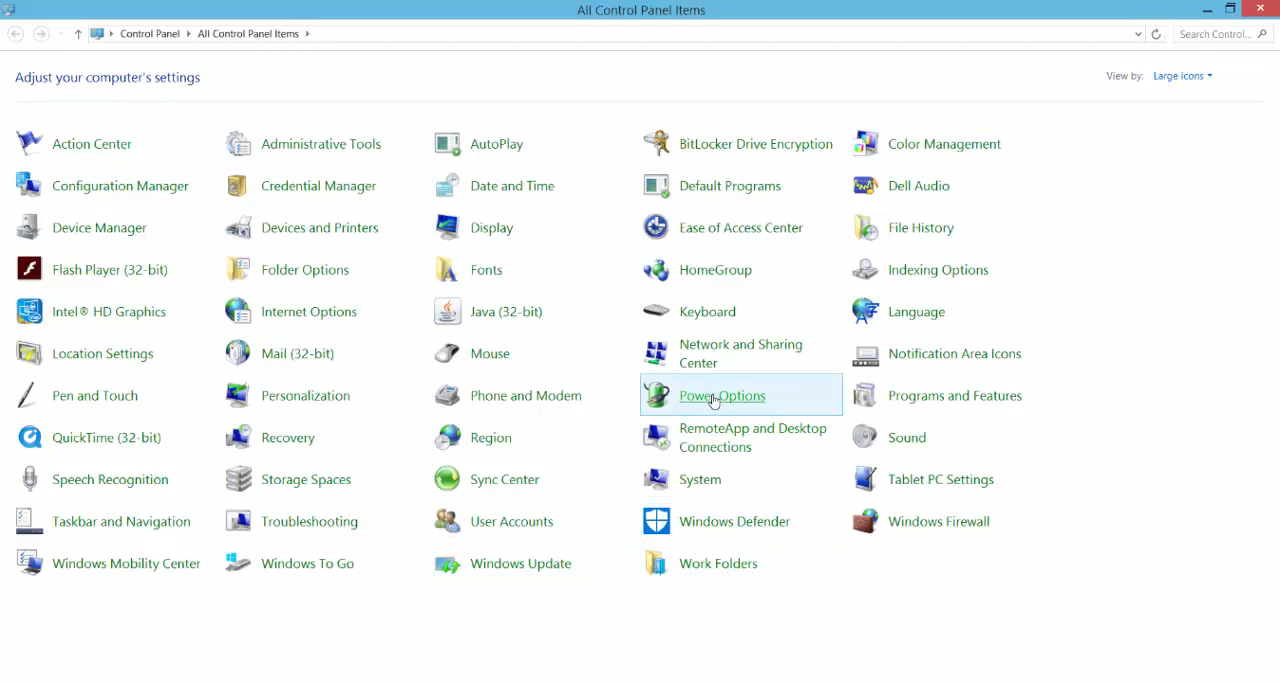 All Control Panel Items
Control Panel All Control Panel Items Search Control...
Adjust your computer's settings View by: Large icons
Action Center Administrative Tools AutoPlay BitLocker Drive Encryption Color Management
Configuration Manager Credential Manager Date and Time Default Programs Dell Audio
Device Manager Devices and Printers Display Ease of Access Center File History
Flash Player (32-bit) Folder Options Fonts HomeGroup Indexing Options
Intel® HD Graphics Internet Options Java (32-bit) Keyboard Language
Location Settings Mail (32-bit) Mouse Network and Sharing Center Notification Area Icons
Pen and Touch Personalization Phone and Modem Power Options Programs and Features
QuickTime (32-bit) Recovery Region RemoteApp and Desktop Connections Sound
Speech Recognition Storage Spaces Sync Center System Tablet PC Settings
Taskbar and Navigation Troubleshooting User Accounts Windows Defender Windows Firewall
Windows Mobility Center Windows To Go Windows Update Work Folders